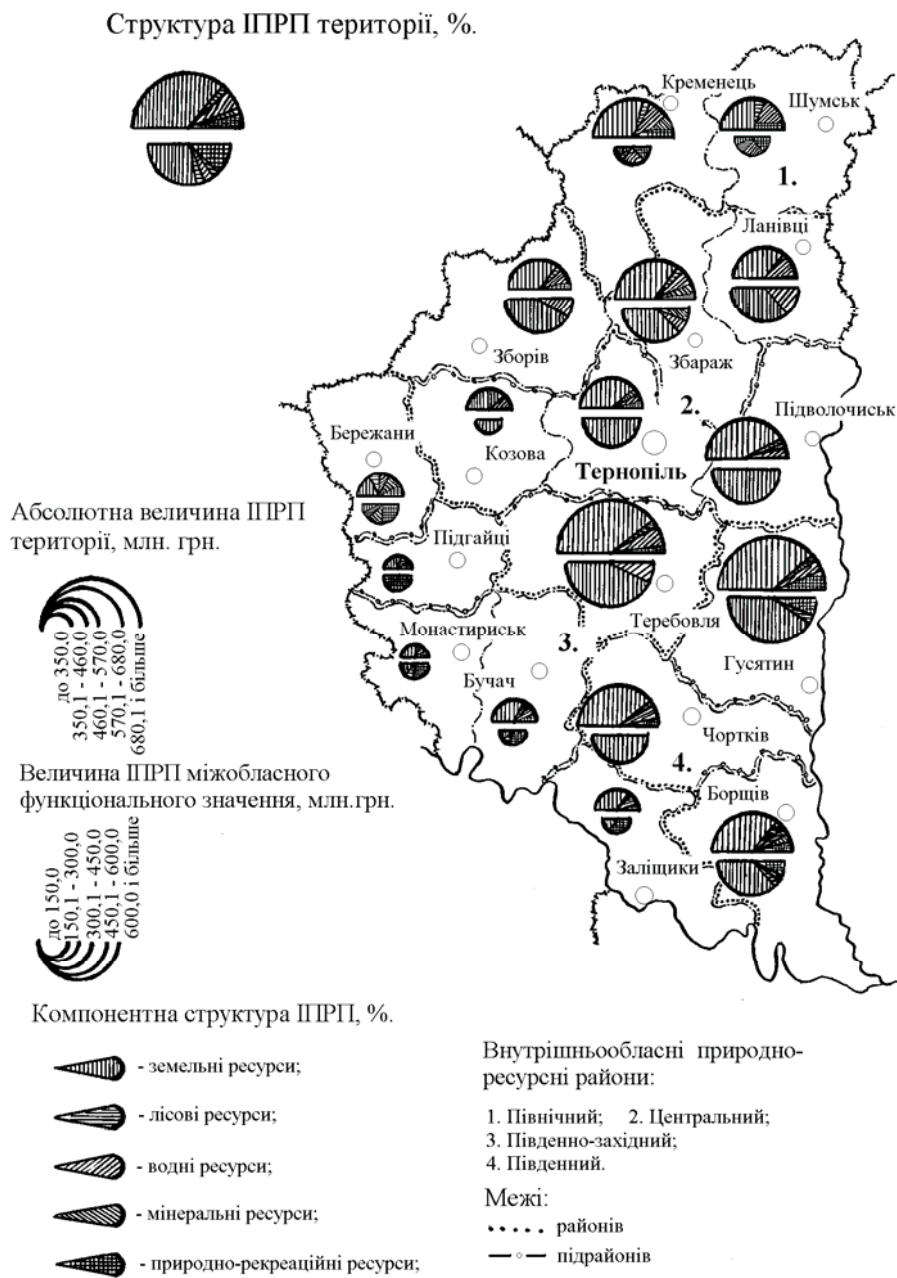 Структура ІПРП території, %.
Кременець
Шумськ
1.
Ланівці
Зборів
Збараж
2.
Підволочиськ
Бережани
Козова
Тернопіль
Абсолютна величина ІПРП
території, млн. грн.
Підгайці
до 350,0
350,1 - 460,0
460,1 - 570,0
570,1 - 680,0
680,1 і більше
Теребовля
Монастириськ
3.
Гусятин
Бучач
Чортків
Величина ІПРП міжобласного
функціонального значення, млн.грн.
4.
Борщів
до 150,0
150,1 - 300,0
300,1 - 450,0
450,1 - 600,0
600,0 і більше
Заліщики
Компонентна структура ІПРП, %.
- земельні ресурси;
- лісові ресурси;
- водні ресурси;
- мінеральні ресурси;
- природно-рекреаційні ресурси;
Внутрішньообласні природно-
ресурсні райони:
1. Північний; 2. Центральний;
3. Південно-західний;
4. Південний.
Межі:
районів
підрайонів